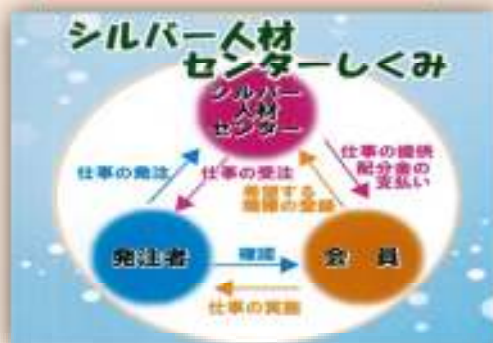 シルバー人材
センターしくみ
シルバー
人材
センター
仕事の発注
仕事の受注
仕事の提供
配分金の
支払い
希望する
職種の登録
発注者
確認
会 員
仕事の実施